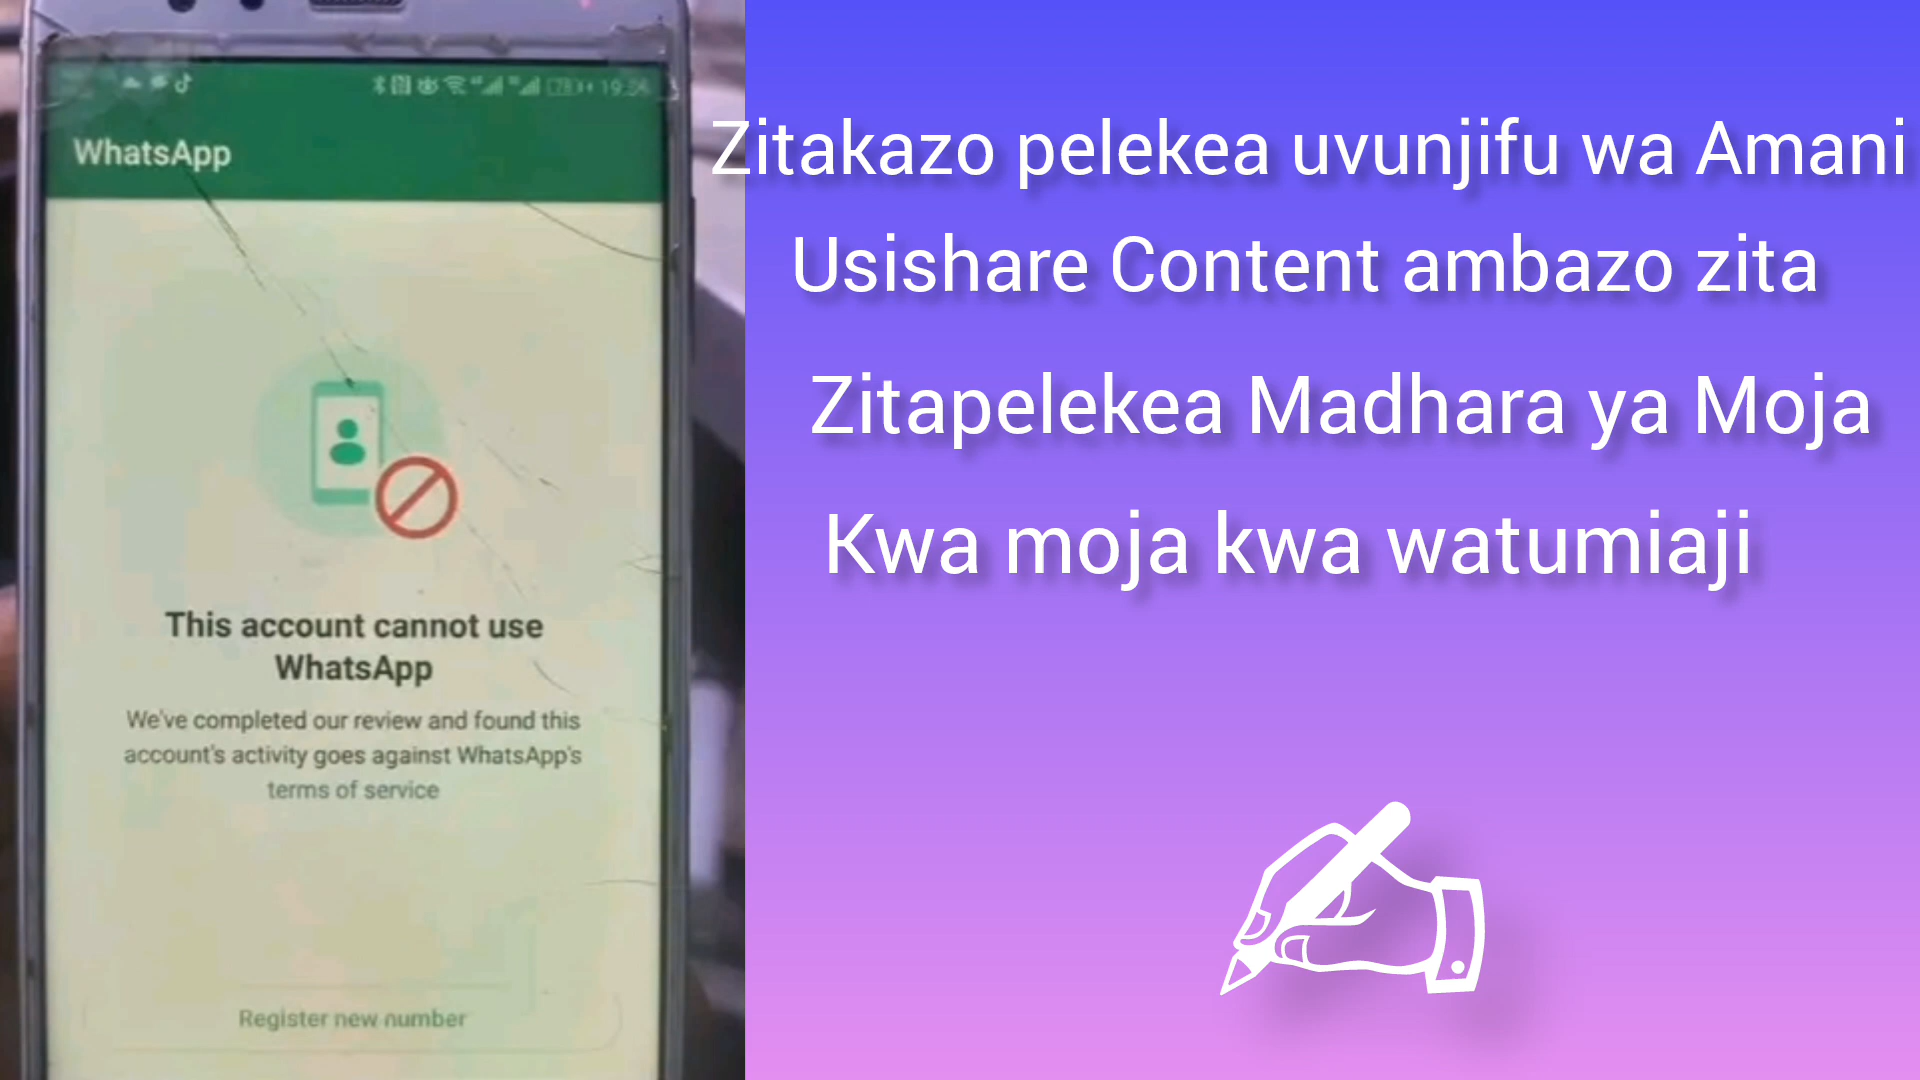 19:56
WhatsApp
This account cannot use
WhatsApp
We've completed our review and found this
account's activity goes against WhatsApp's
terms of service
Register new number
Zitakazo pelekea uvunjifu wa Amani
Usishare Content ambazo zita
Zitapelekea Madhara ya Moja
Kwa moja kwa watumiaji